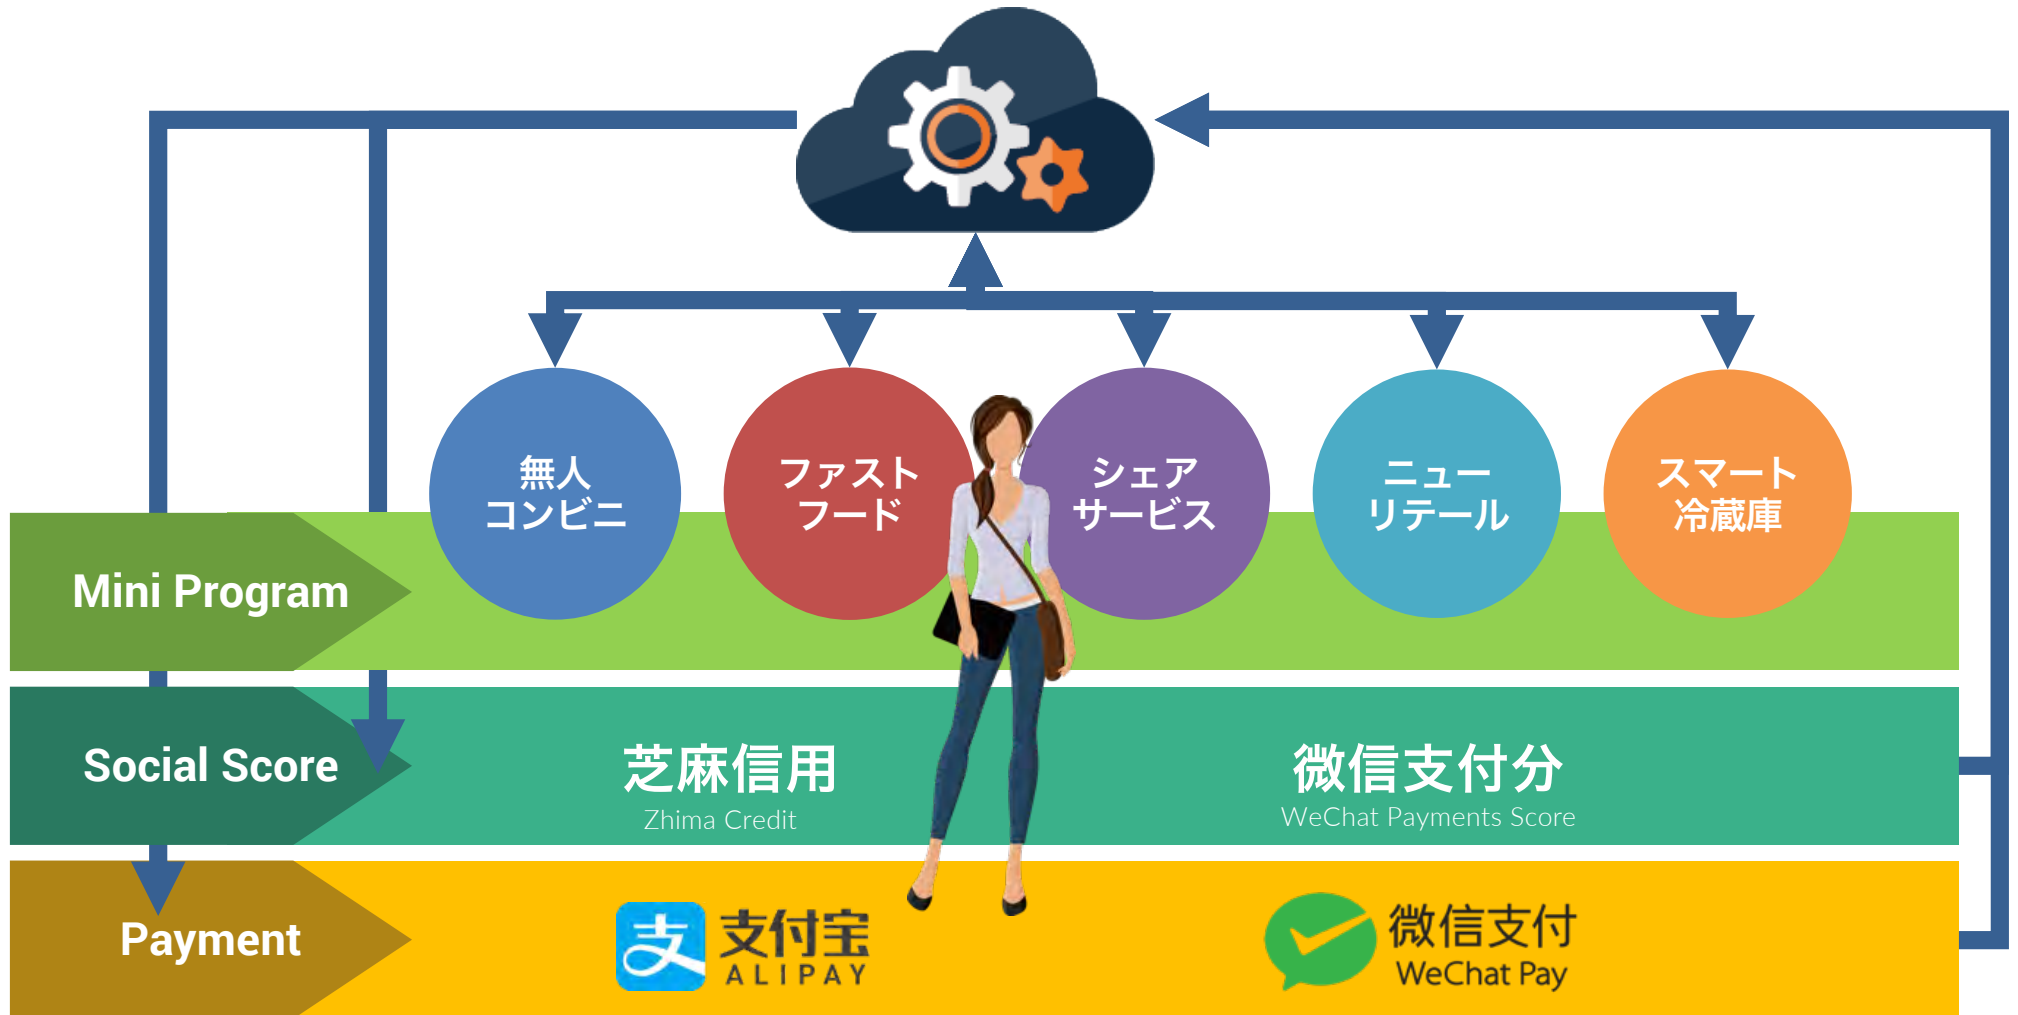 無人
コンビニ
ファスト
フード
シェア
サービス
ニュー
リテール
スマート
冷蔵庫
Mini Program
Social Score
芝麻信用
Zhima Credit
微信支付分
WeChat Payments Score
Payment
支
支付宝
ALIPAY
微信支付
WeChat Pay